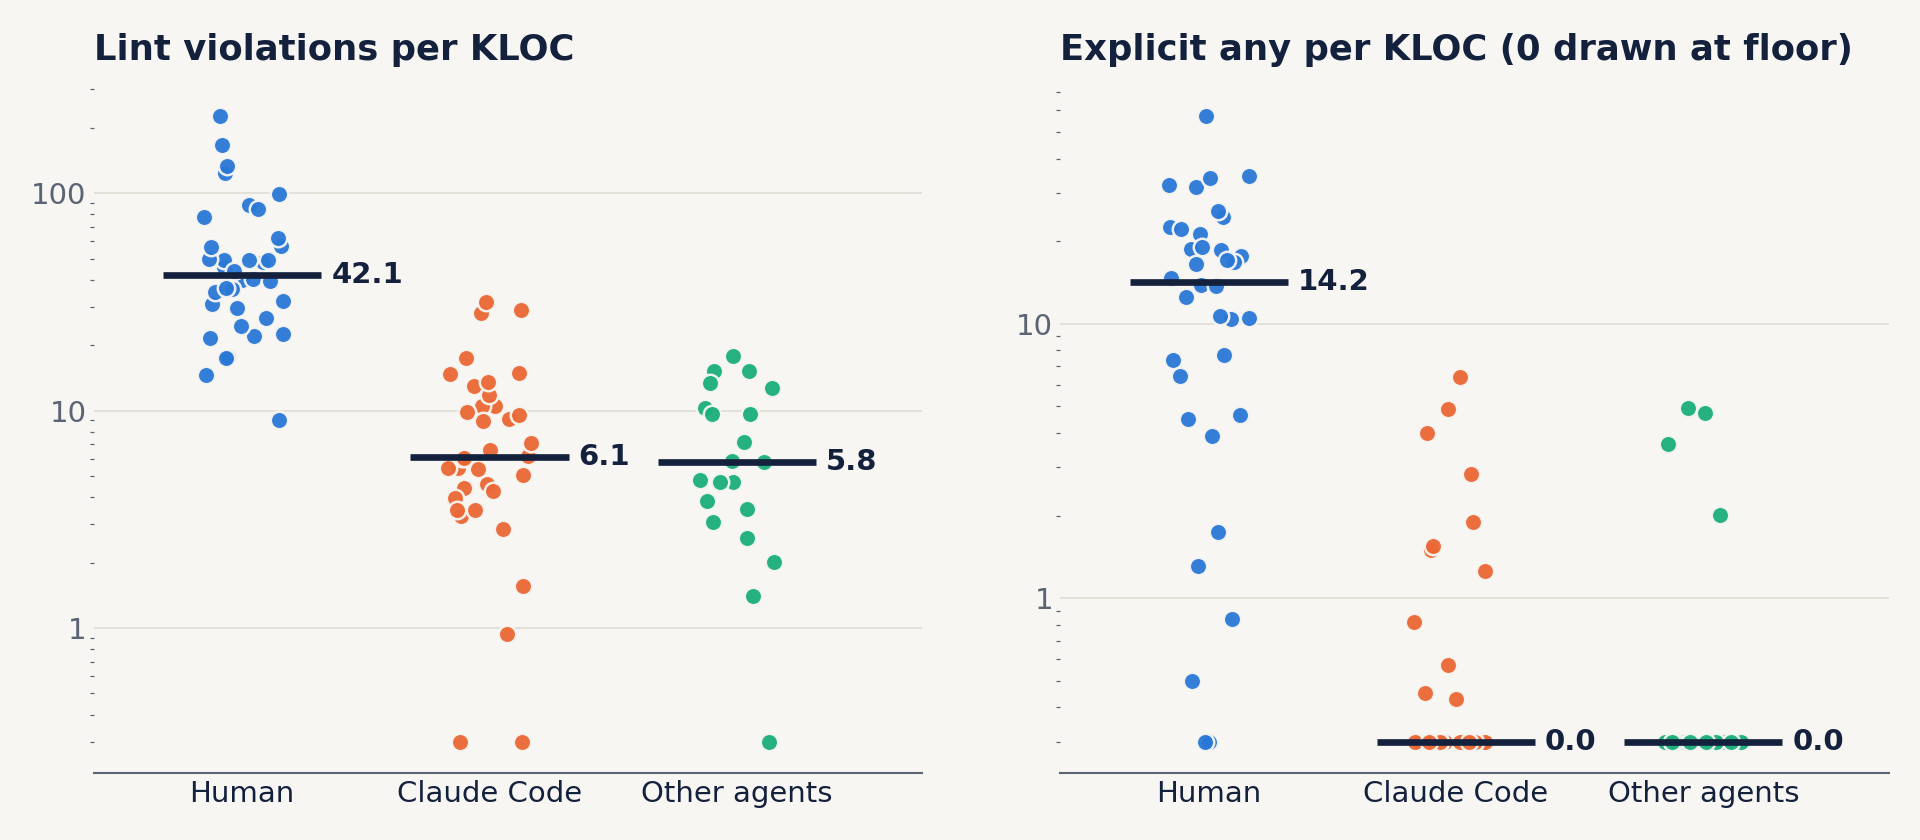 Lint violations per KLOC
100
10
1
42.1
6.1
5.8
Human
Claude Code
Other agents
Explicit any per KLOC (0 drawn at floor)
10
1
14.2
0.0
0.0
Human
Claude Code
Other agents